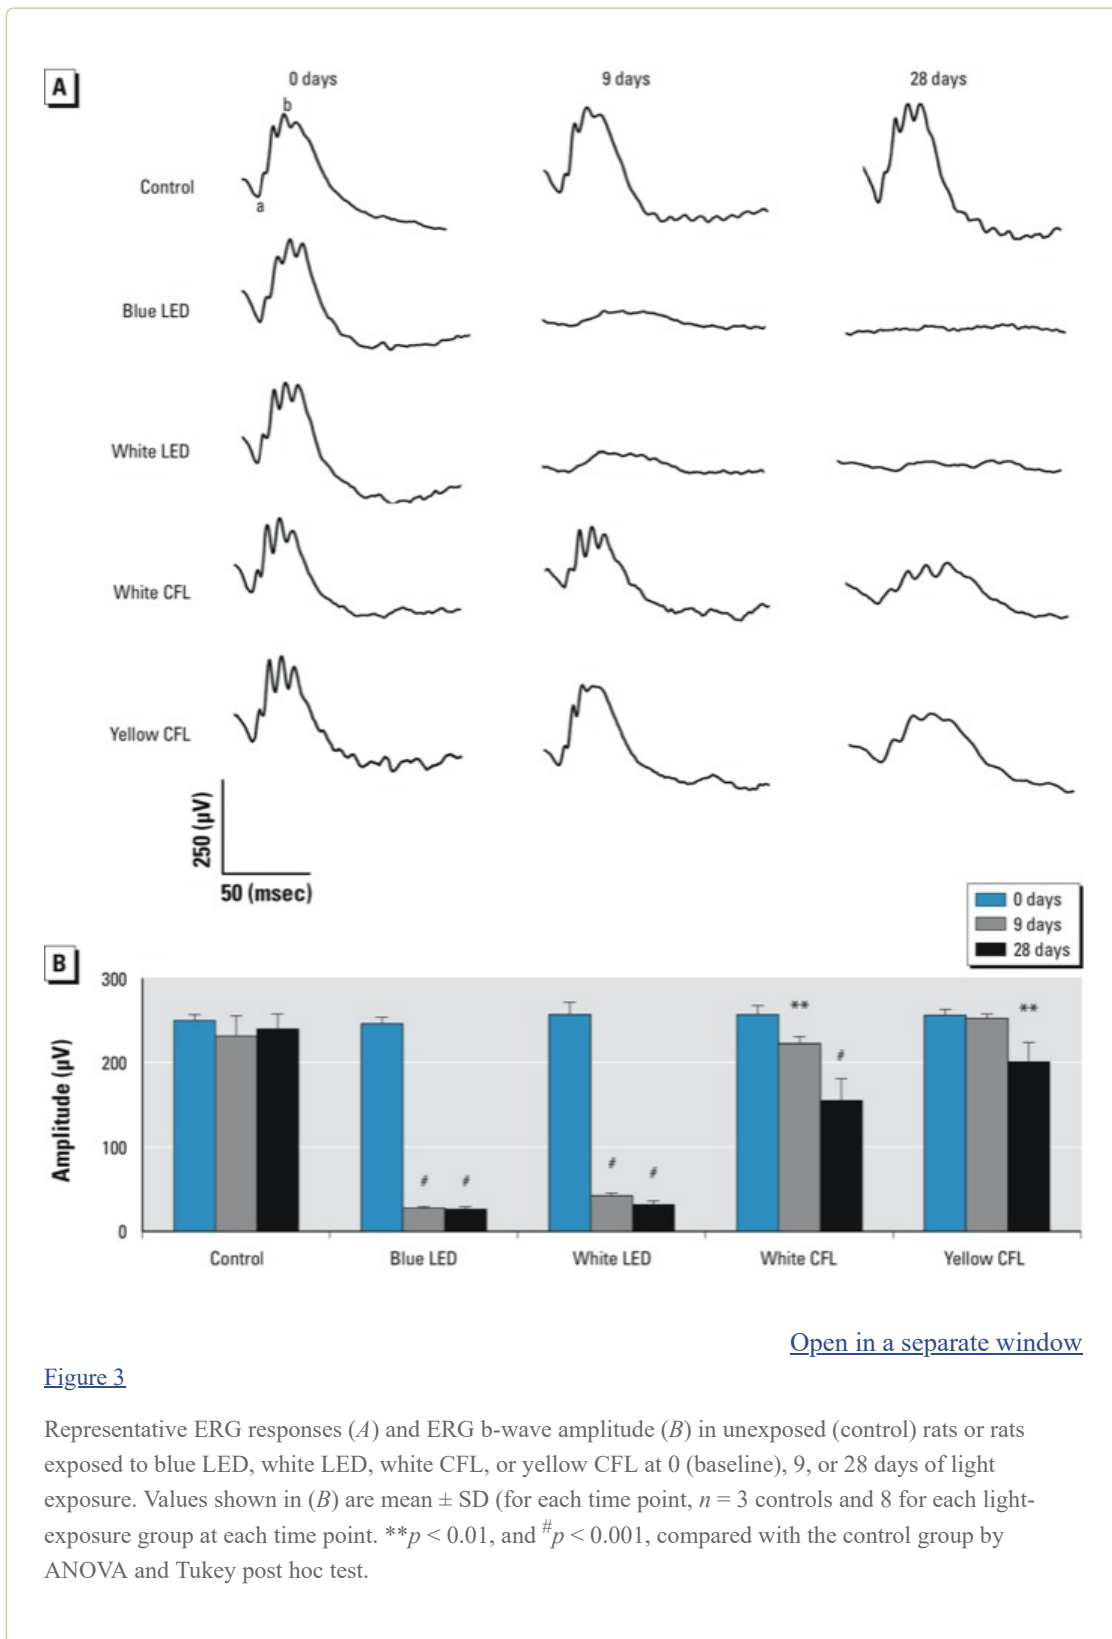 A
0 days
9 days
28 days
b
a
Control
Blue LED
White LED
White CFL
Yellow CFL
250 (µV)
50 (msec)
0 days
9 days
28 days
B
300
200
100
0
Amplitude (µV)
# #
# #
** #
**
Control
Blue LED
White LED
White CFL
Yellow CFL
Open in a separate window
Figure 3
Representative ERG responses (A) and ERG b-wave amplitude (B) in unexposed (control) rats or rats
exposed to blue LED, white LED, white CFL, or yellow CFL at 0 (baseline), 9, or 28 days of light
exposure. Values shown in (B) are mean ± SD (for each time point, n = 3 controls and 8 for each light-
exposure group at each time point. **p < 0.01, and #p < 0.001, compared with the control group by
ANOVA and Tukey post hoc test.